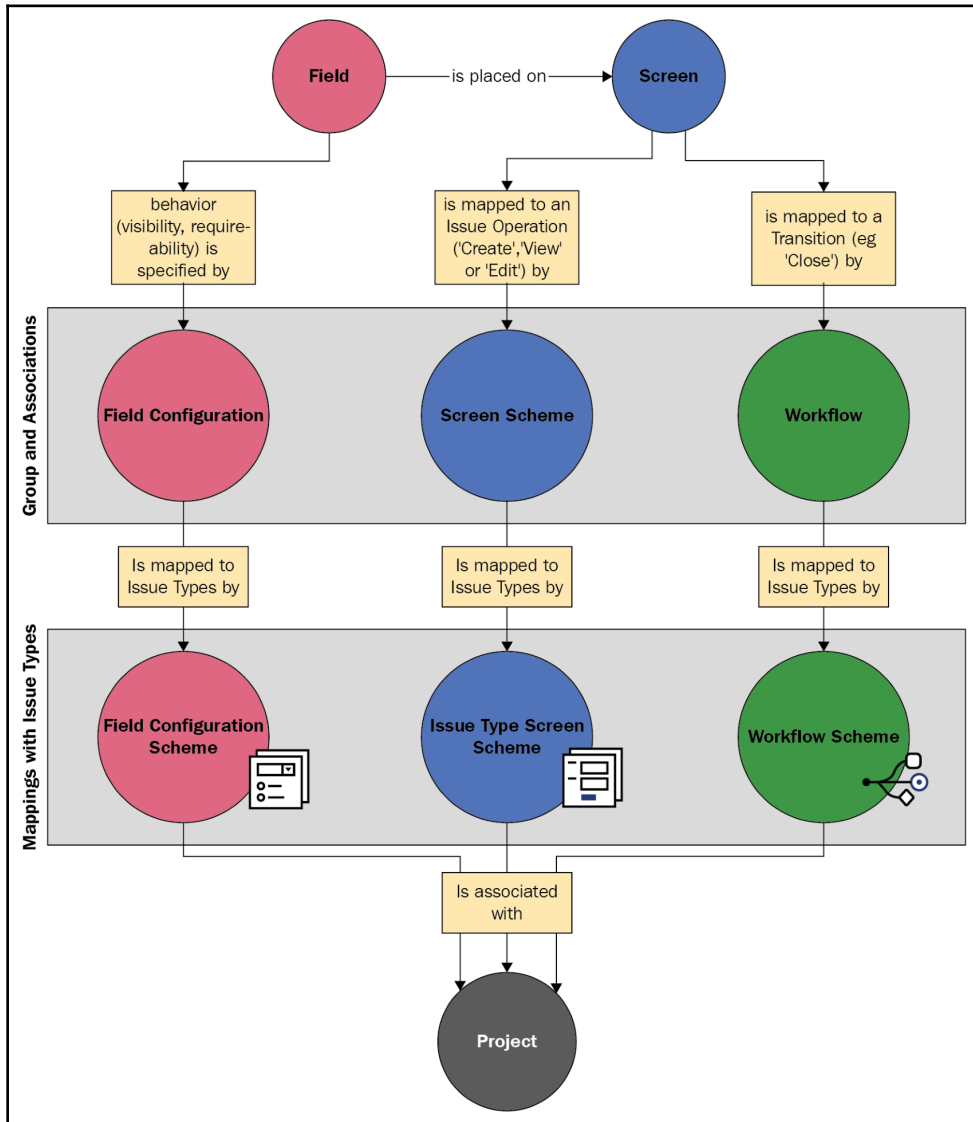 Field
is placed on
Screen
behavior
(visibility, require-
ability) is
specified by
is mapped to an
Issue Operation
('Create','View'
or 'Edit') by
is mapped to a
Transition (eg
'Close') by
Group and Associations
Field Configuration
Screen Scheme
Workflow
Is mapped to
Issue Types by
Is mapped to
Issue Types by
Is mapped to
Issue Types by
Mappings with Issue Types
Field Configuration
Scheme
Issue Type Screen
Scheme
Workflow Scheme
Is associated
with
Project